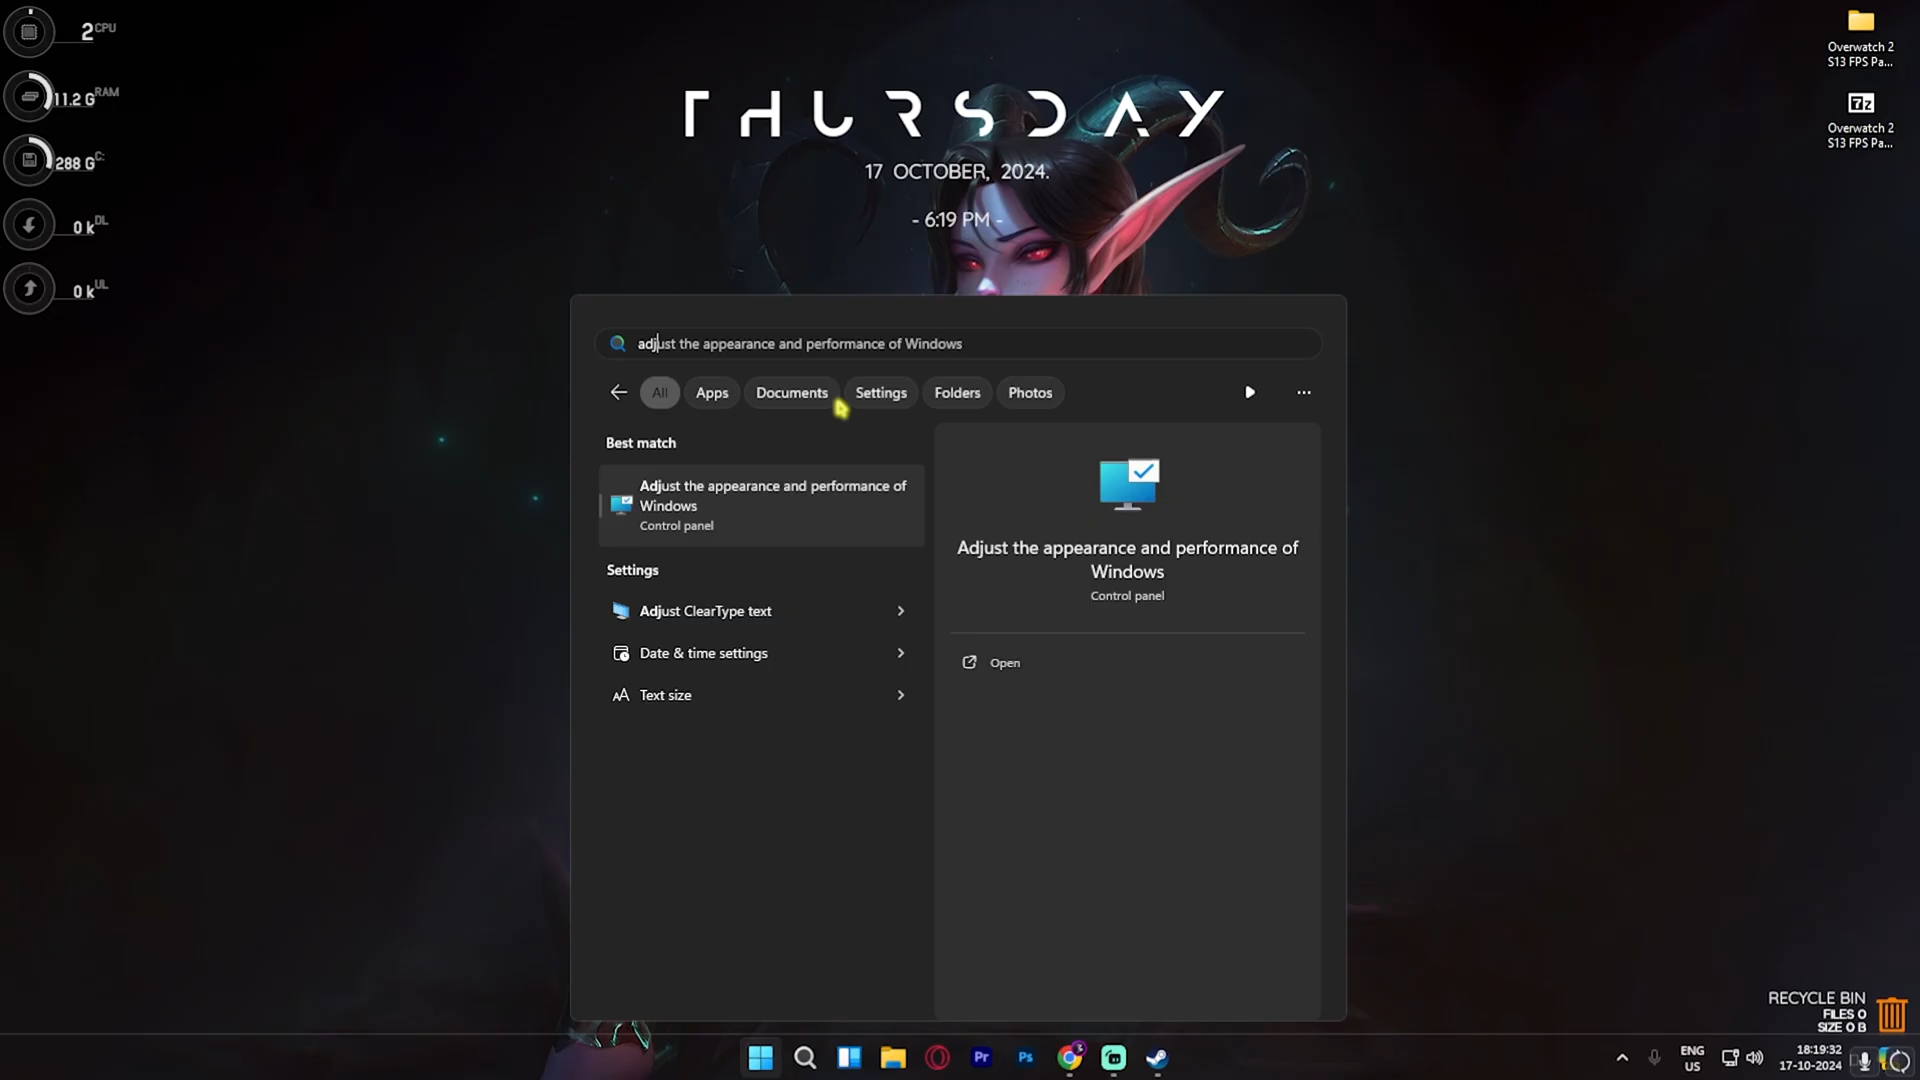 2 CPU
11.2 G RAM
288 G C:
0 k DL
0 k UL
THURSDAY
17 OCTOBER, 2024.
- 6:19 PM -
Overwatch 2
S13 FPS Pa...
7z
Overwatch 2
S13 FPS Pa...
adjust the appearance and performance of Windows
All Apps Documents Settings Folders Photos ...
Best match
Adjust the appearance and performance of
Windows
Control panel
Settings
Adjust ClearType text
Date & time settings
AA Text size
Adjust the appearance and performance of
Windows
Control panel
Open
RECYCLE BIN
FILES 0
SIZE 0 B
Pr
Ps
3
ENG
US
18:19:32
17-10-2024